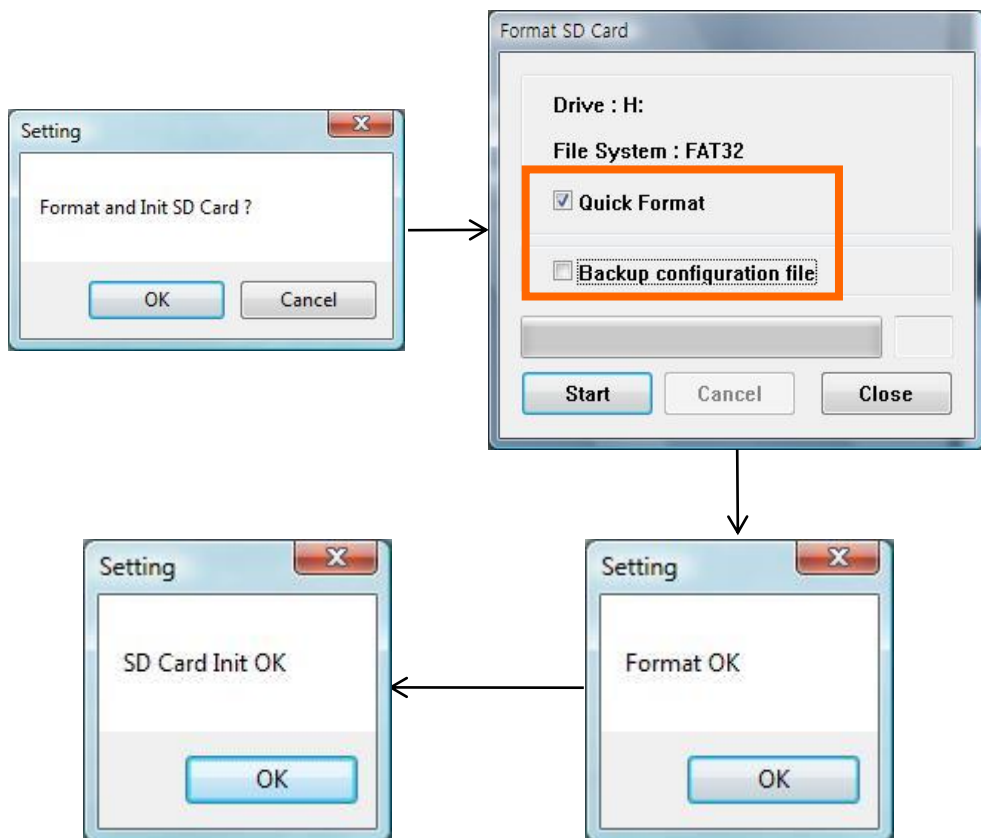 Setting
Format and Init SD Card ?
OK
Cancel
Format SD Card
Drive : H:
File System : FAT32
Quick Format
Backup configuration file
Start
Cancel
Close
Setting
Format OK
OK
Setting
SD Card Init OK
OK